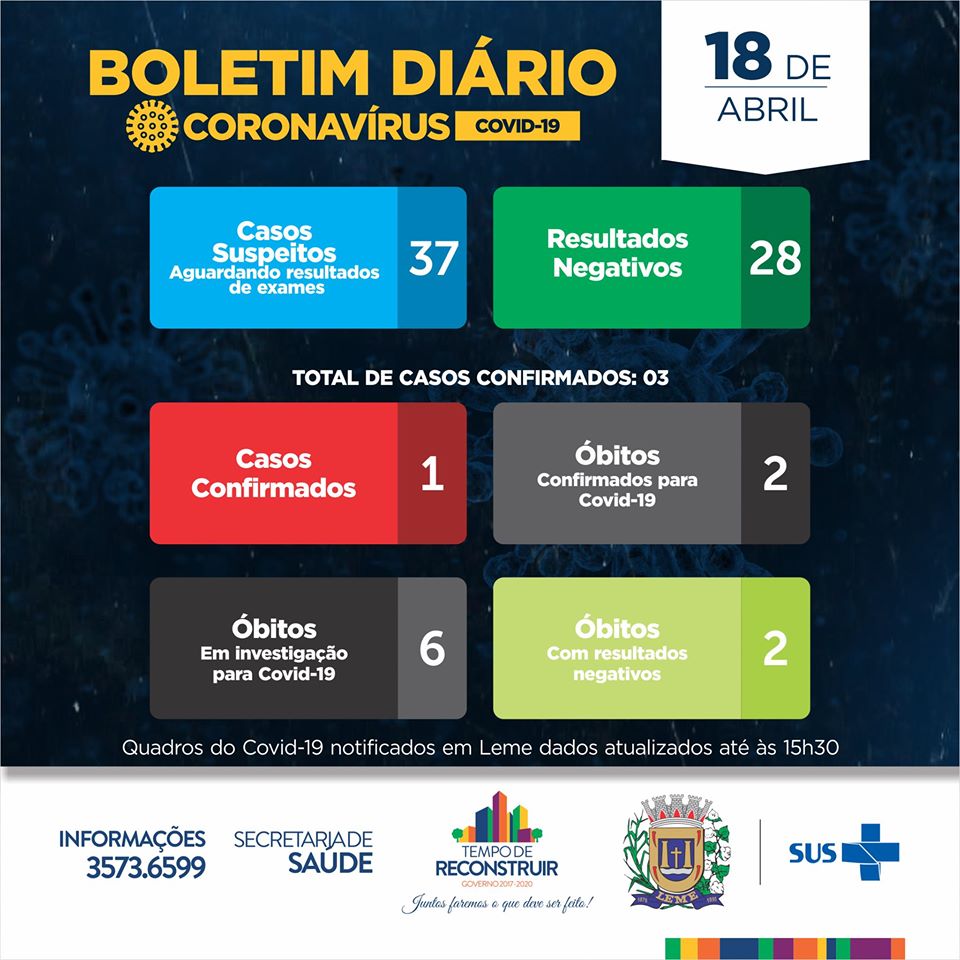 BOLETIM DIÁRIO
CORONAVÍRUS COVID-19
18 DE
ABRIL
Casos
Suspeitos
Aguardando resultados
de exames
37
Resultados
Negativos
28
TOTAL DE CASOS CONFIRMADOS: 03
Casos
Confirmados
1
Óbitos
Confirmados para
Covid-19
2
Óbitos
Em investigação
para Covid-19
6
Óbitos
Com resultados
negativos
2
Quadros do Covid-19 notificados em Leme dados atualizados até às 15h30
INFORMAÇÕES
3573.6599
SECRETARIA DE
SAÚDE
TEMPO DE
RECONSTRUIR
GOVERNO 2017-2020
Juntos faremos o que deve ser feito!
1876 LEME 1895
SUS